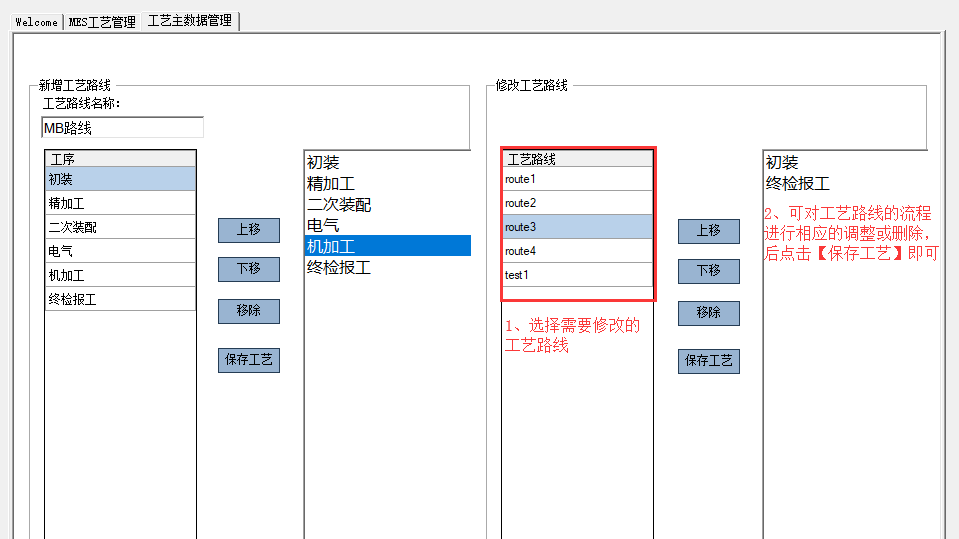 Welcome
MES工艺管理
工艺主数据管理
新增工艺路线
工艺路线名称：
MB路线
工序
初装
精加工
二次装配
电气
机加工
终检报工
上移
下移
移除
保存工艺
初装
精加工
二次装配
电气
机加工
终检报工
修改工艺路线
工艺路线
route1
route2
route3
route4
test1
1、选择需要修改的
工艺路线
上移
下移
移除
保存工艺
初装
终检报工
2、可对工艺路线的流程
进行相应的调整或删除，
后点击【保存工艺】即可